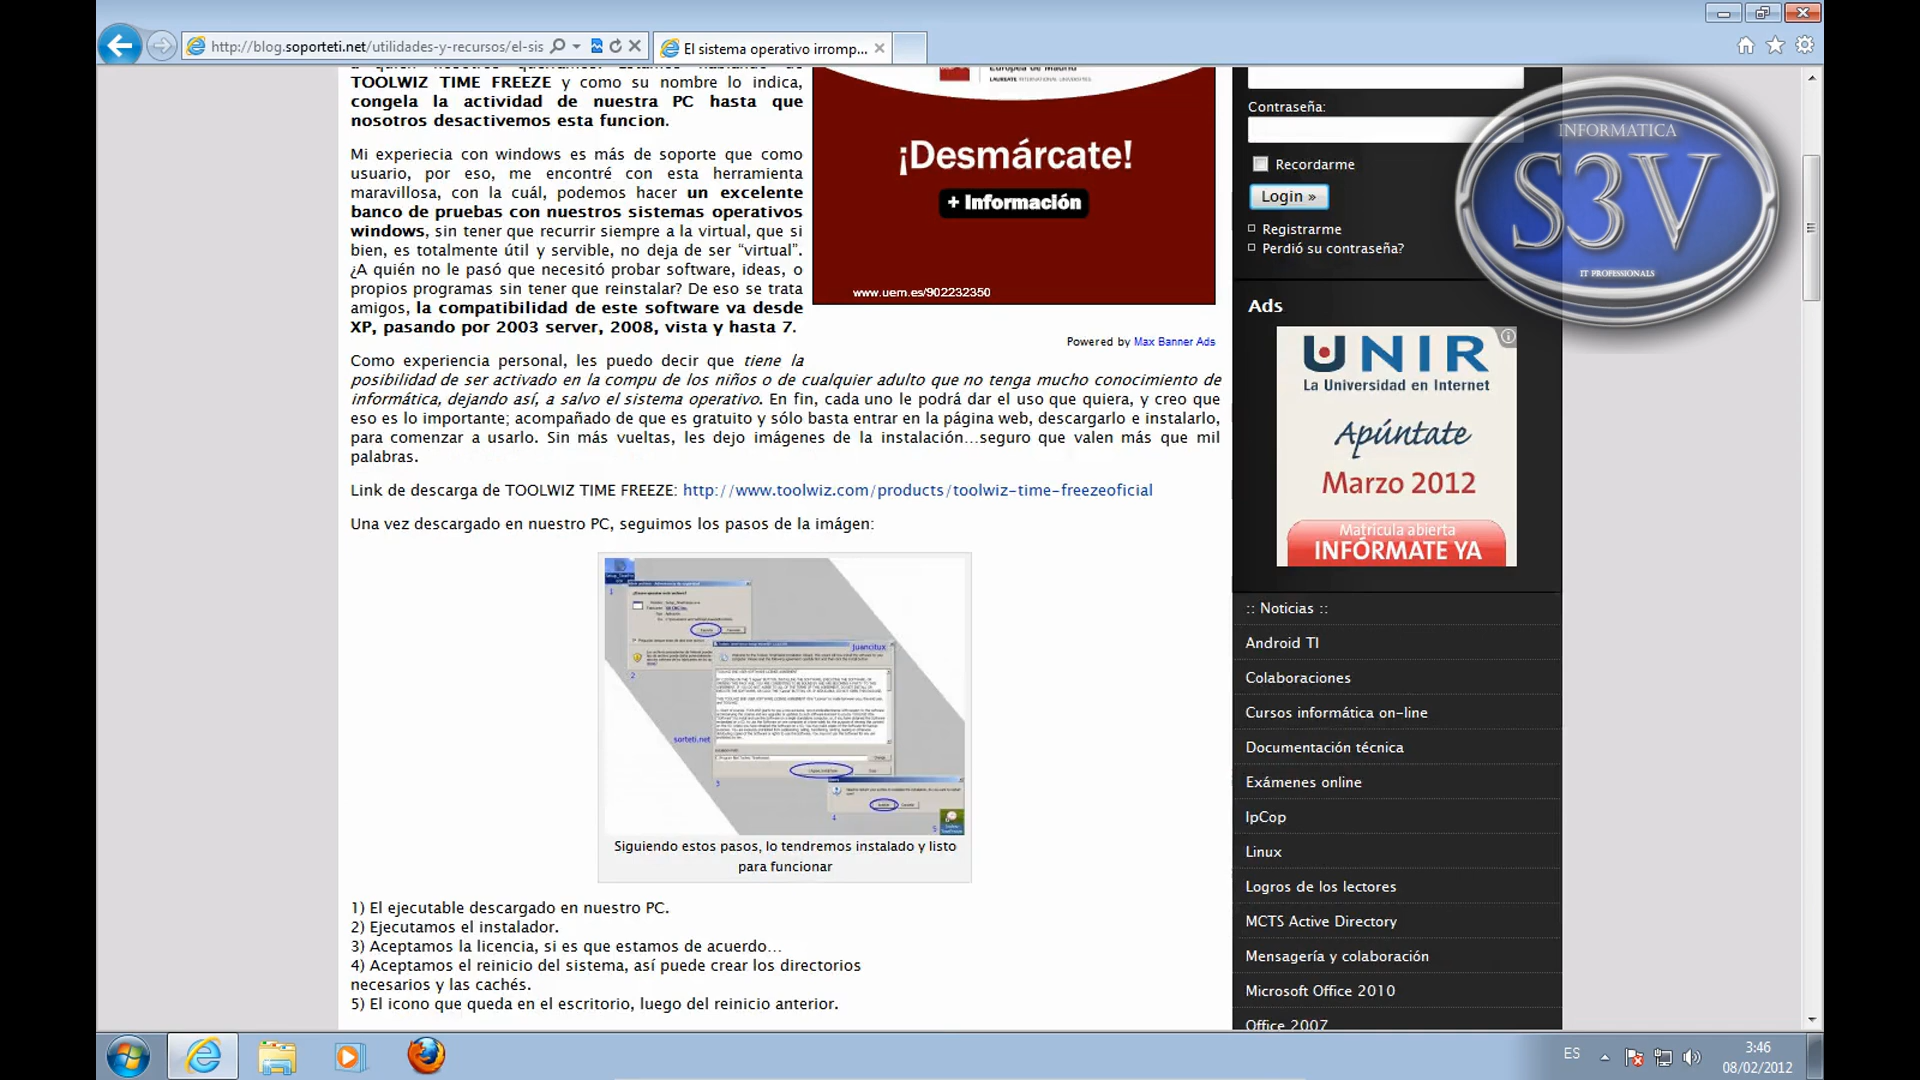 http://blog.soporteti.net/utilidades-y-recursos/el-sis
El sistema operativo irromp...
TOOLWIZ TIME FREEZE y como su nombre lo indica,
congela la actividad de nuestra PC hasta que
nosotros desactivemos esta funcion.
Mi experiecia con windows es más de soporte que como
usuario, por eso, me encontré con esta herramienta
maravillosa, con la cuál, podemos hacer un excelente
banco de pruebas con nuestros sistemas operativos
windows, sin tener que recurrir siempre a la virtual, que si
bien, es totalmente útil y servible, no deja de ser “virtual”.
¿A quién no le pasó que necesitó probar software, ideas, o
propios programas sin tener que reinstalar? De eso se trata
amigos, la compatibilidad de este software va desde
XP, pasando por 2003 server, 2008, vista y hasta 7.
Europea de Madrid
LAUREATE INTERNATIONAL UNIVERSITIES
¡Desmárcate!
+ Información
www.uem.es/902232350
Powered by Max Banner Ads
Como experiencia personal, les puedo decir que tiene la
posibilidad de ser activado en la compu de los niños o de cualquier adulto que no tenga mucho conocimiento de
informática, dejando así, a salvo el sistema operativo. En fin, cada uno le podrá dar el uso que quiera, y creo que
eso es lo importante; acompañado de que es gratuito y sólo basta entrar en la página web, descargarlo e instalarlo,
para comenzar a usarlo. Sin más vueltas, les dejo imágenes de la instalación…seguro que valen más que mil
palabras.
Link de descarga de TOOLWIZ TIME FREEZE: http://www.toolwiz.com/products/toolwiz-time-freezeoficial
Una vez descargado en nuestro PC, seguimos los pasos de la imágen:
1
2
juancitux
sorteti.net
3
4
5
Siguiendo estos pasos, lo tendremos instalado y listo
para funcionar
1) El ejecutable descargado en nuestro PC.
2) Ejecutamos el instalador.
3) Aceptamos la licencia, si es que estamos de acuerdo…
4) Aceptamos el reinicio del sistema, así puede crear los directorios
necesarios y las cachés.
5) El icono que queda en el escritorio, luego del reinicio anterior.
Contraseña:
Recordarme
Login »
Registrarme
Perdió su contraseña?
INFORMATICA
S3V
IT PROFESSIONALS
Ads
UNIR
La Universidad en Internet
Apúntate
Marzo 2012
Matrícula abierta
INFÓRMATE YA
:: Noticias ::
Android TI
Colaboraciones
Cursos informática on-line
Documentación técnica
Exámenes online
IpCop
Linux
Logros de los lectores
MCTS Active Directory
Mensagería y colaboración
Microsoft Office 2010
Office 2007
ES
3:46
08/02/2012